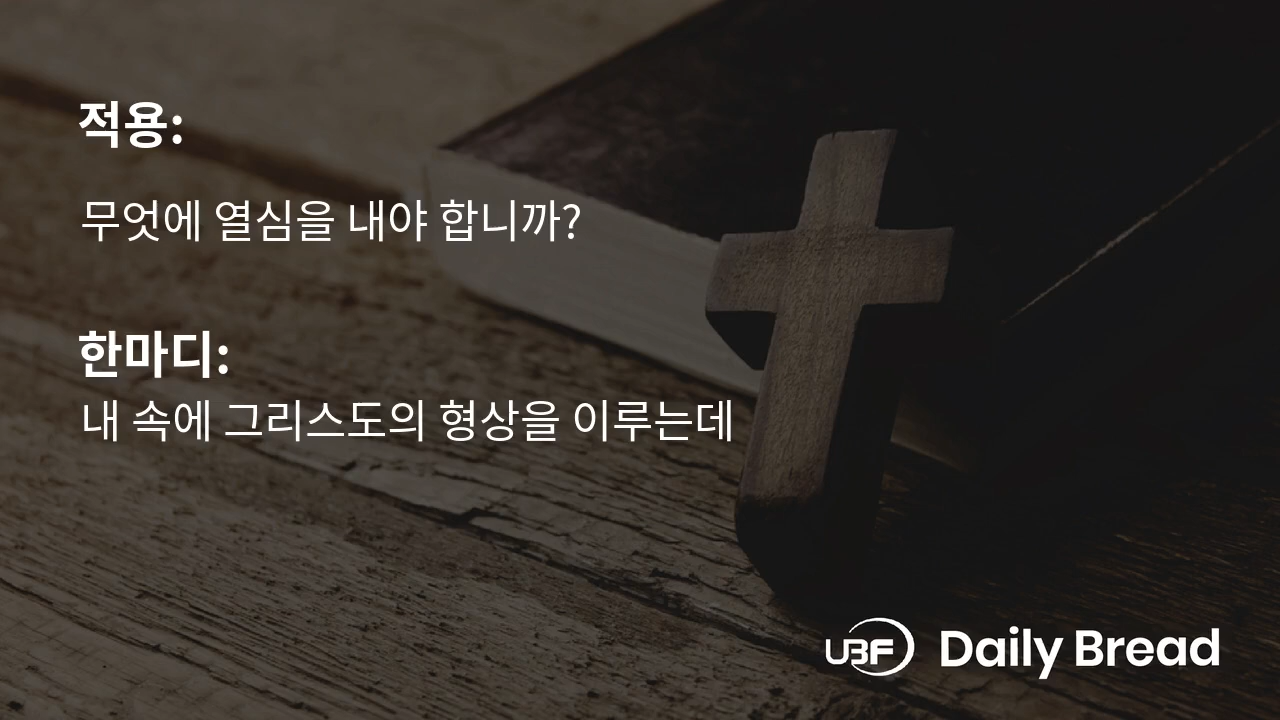 적용:
무엇에 열심을 내야 합니까?
한마디:
내 속에 그리스도의 형상을 이루는데
UBF Daily Bread